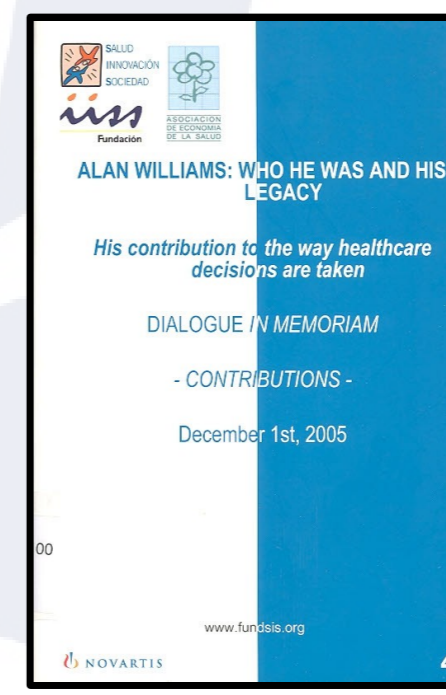 SALUD
INNOVACIÓN
SOCIEDAD
iiss
Fundación
ASOCIACIÓN
DE ECONOMÍA
DE LA SALUD
ALAN WILLIAMS: WHO HE WAS AND HIS
LEGACY
His contribution to the way healthcare
decisions are taken
DIALOGUE IN MEMORIAM
- CONTRIBUTIONS -
December 1st, 2005
00
www.fundsis.org
NOVARTIS
4